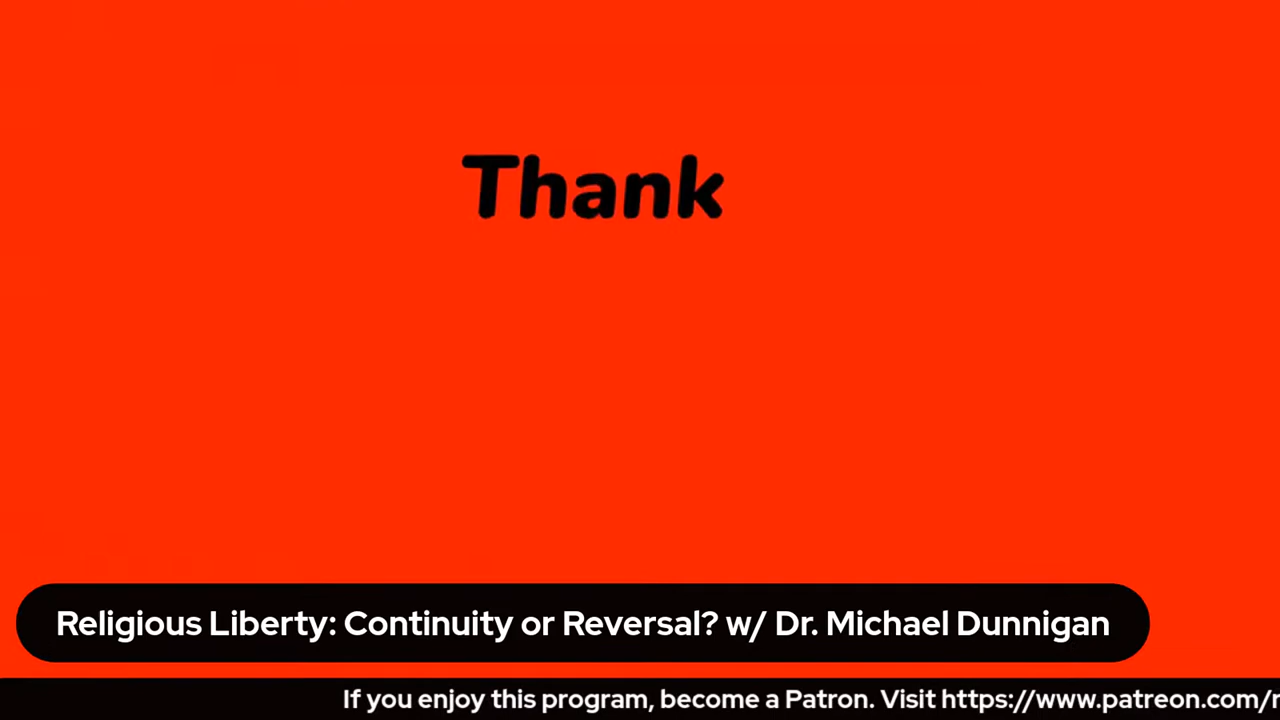 Thank
Religious Liberty: Continuity or Reversal? w/ Dr. Michael Dunnigan
If you enjoy this program, become a Patron. Visit https://www.patreon.com/